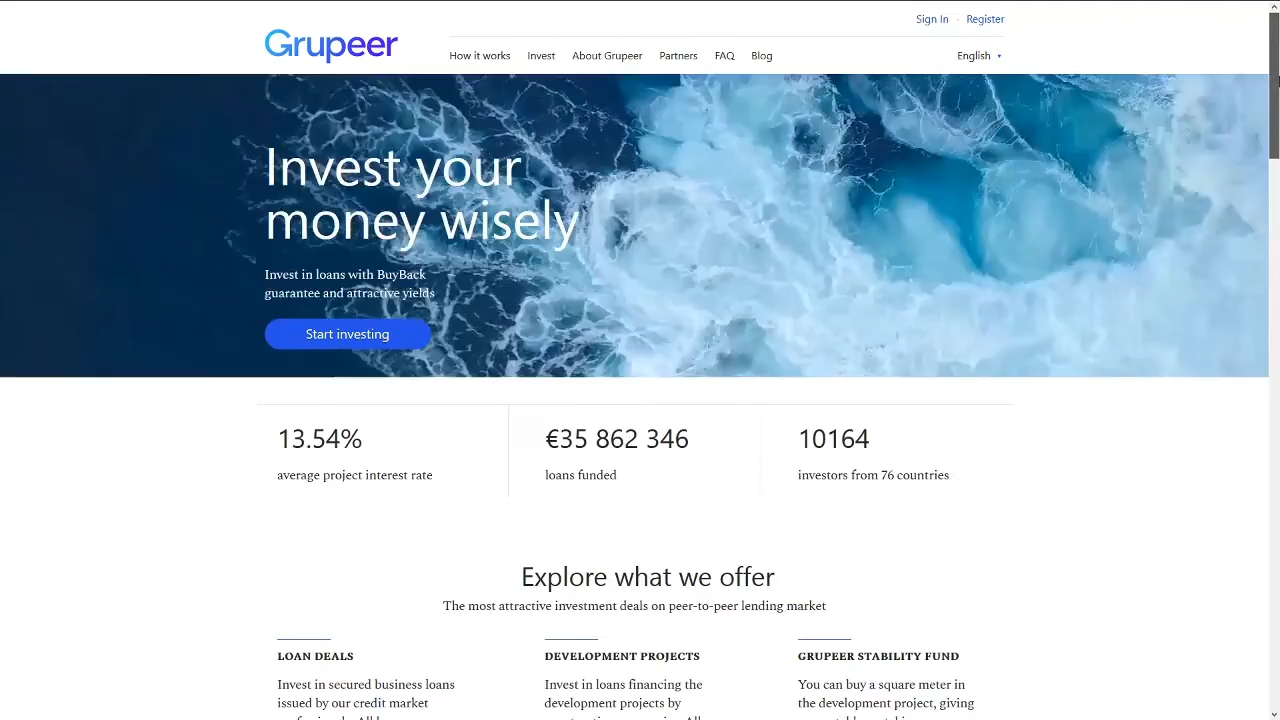 Sign In · Register
Grupeer
How it works Invest About Grupeer Partners FAQ Blog English
Invest your
money wisely
Invest in loans with BuyBack
guarantee and attractive yields
Start investing
13.54% €35 862 346 10164
average project interest rate loans funded investors from 76 countries
Explore what we offer
The most attractive investment deals on peer-to-peer lending market
LOAN DEALS DEVELOPMENT PROJECTS GRUPEER STABILITY FUND
Invest in secured business loans Invest in loans financing the You can buy a square meter in
issued by our credit market development projects by the development project, giving